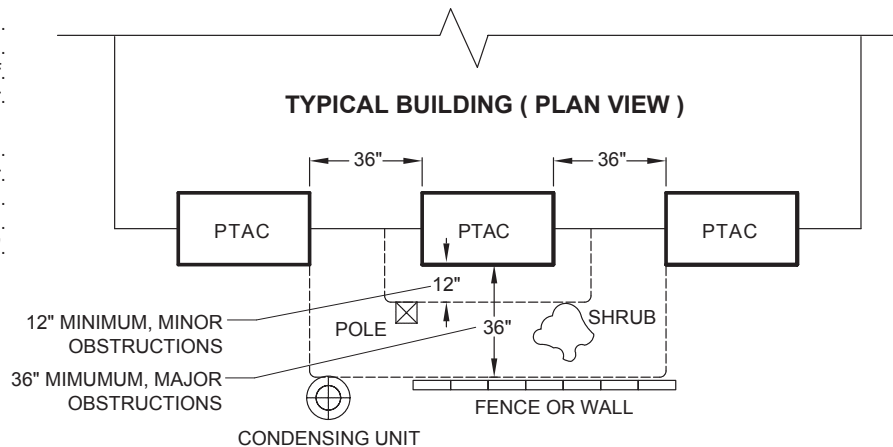 TYPICAL BUILDING ( PLAN VIEW )
36" 36"
PTAC PTAC PTAC
12"
12" MINIMUM, MINOR
OBSTRUCTIONS
POLE
36"
SHRUB
36" MIMUMUM, MAJOR
OBSTRUCTIONS
FENCE OR WALL
CONDENSING UNIT